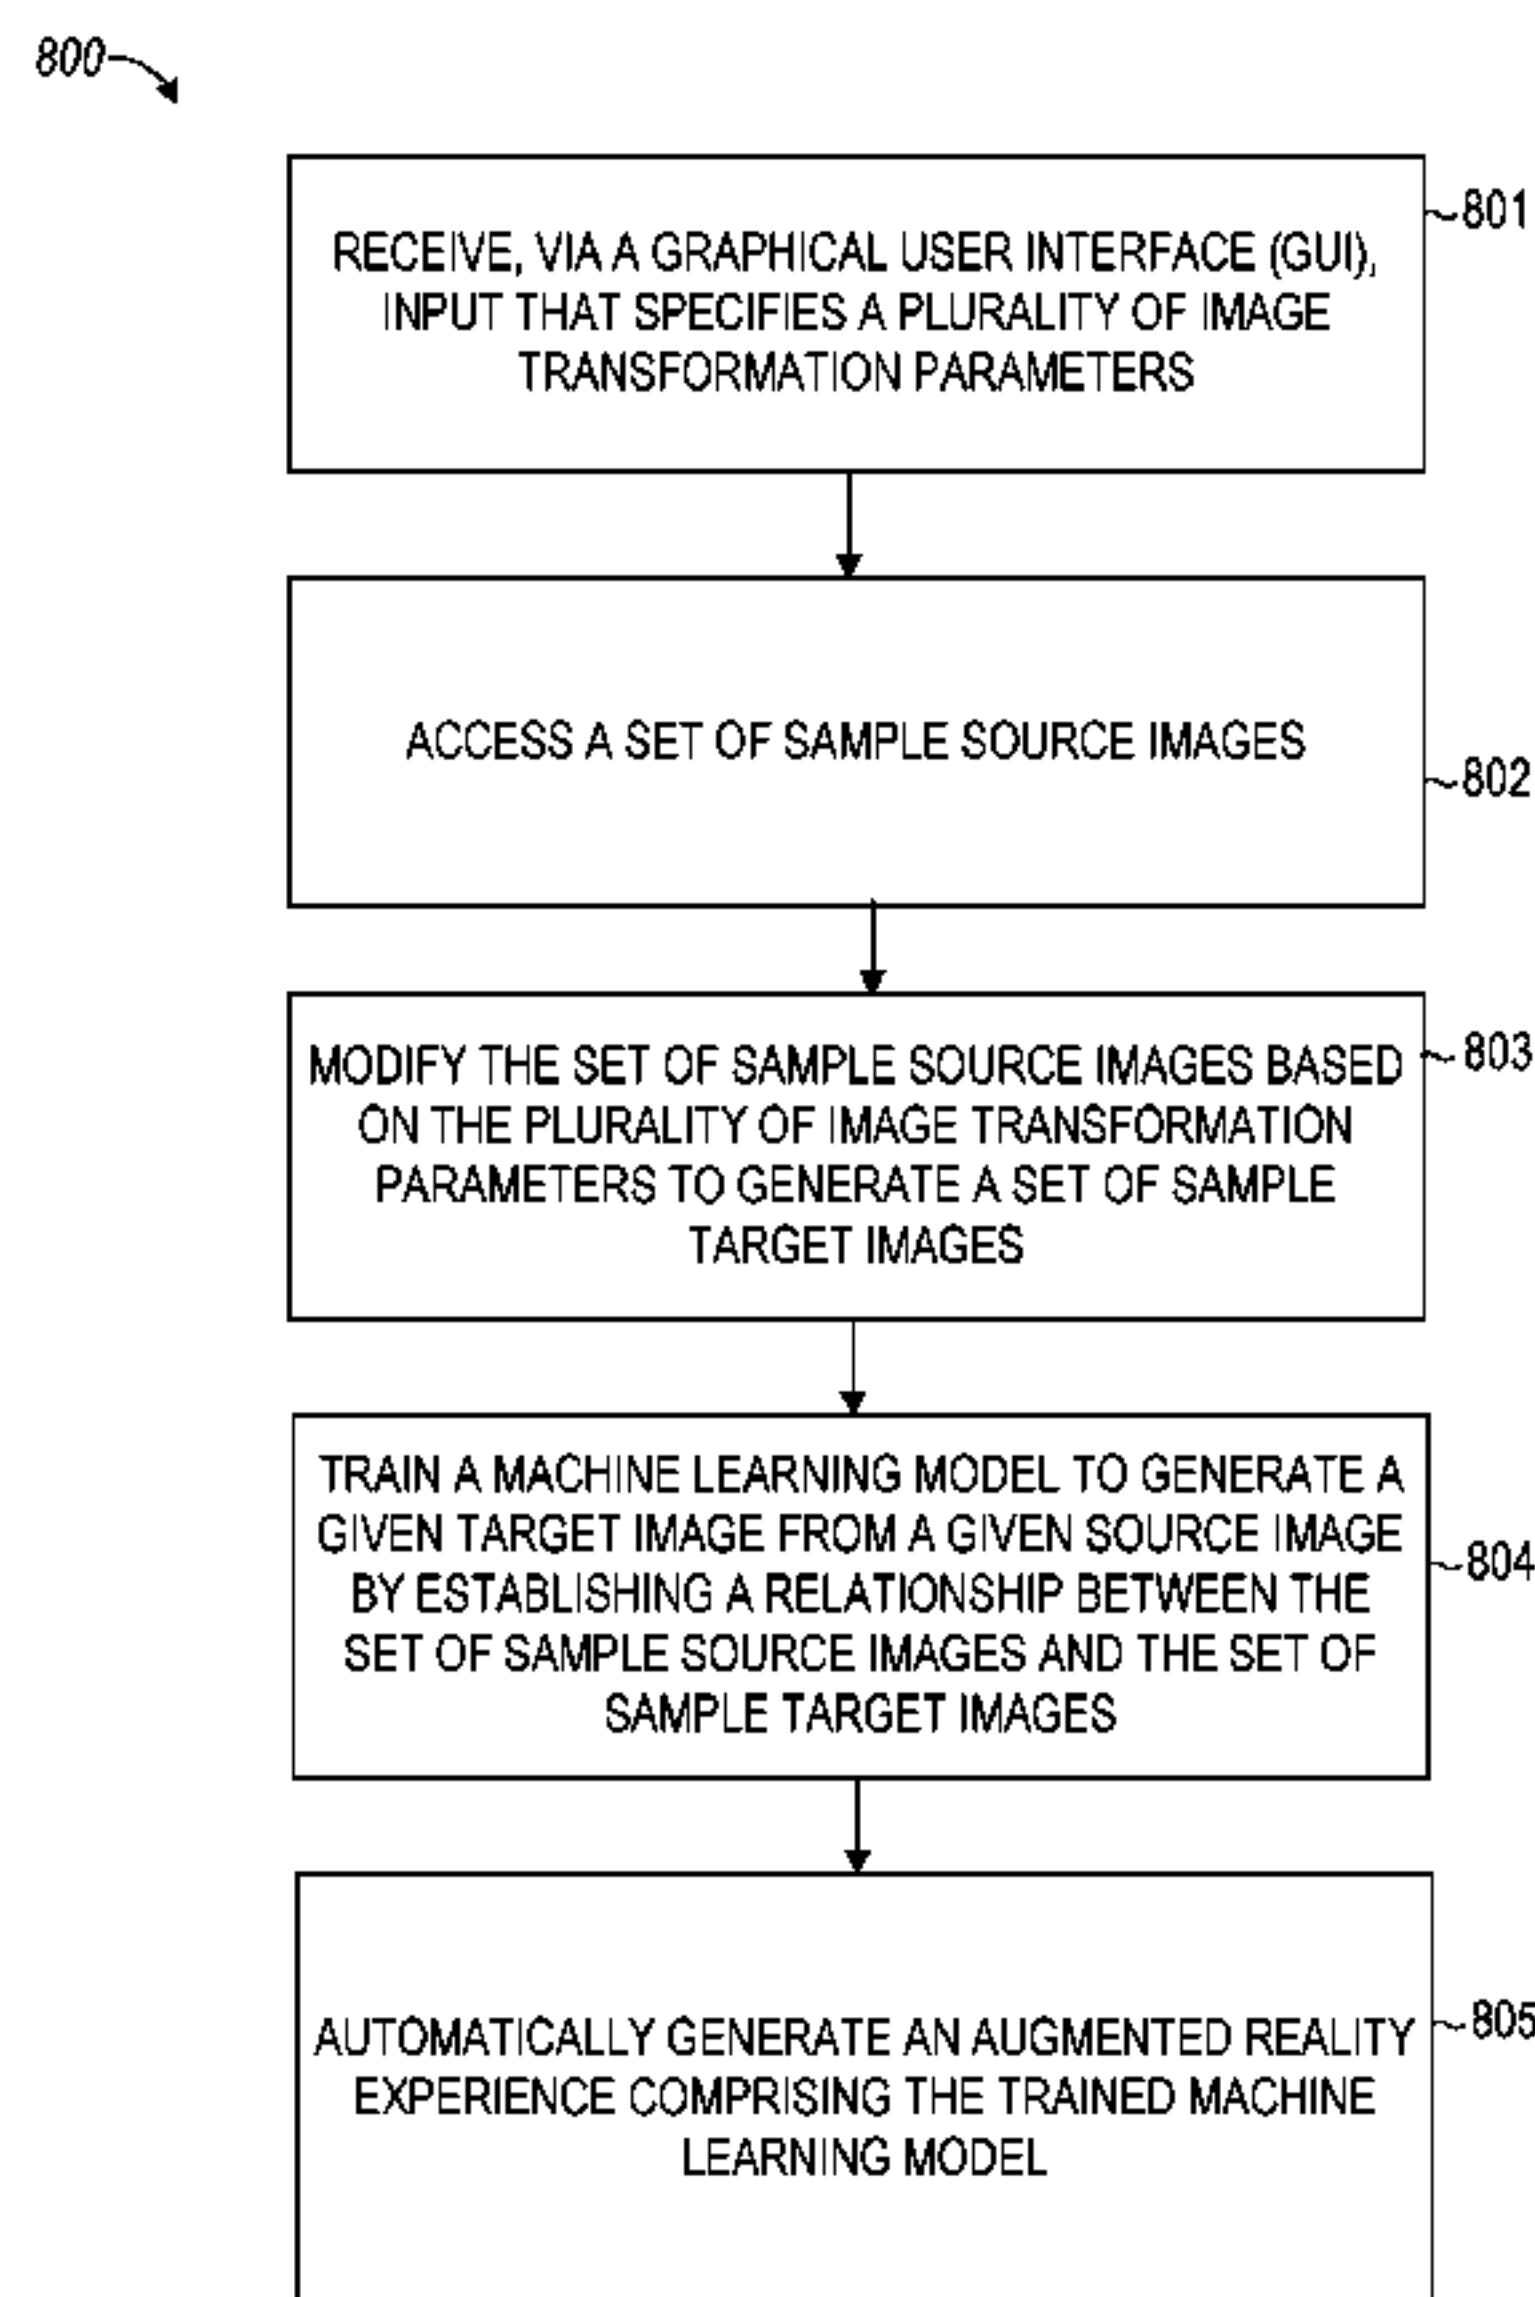 800
RECEIVE, VIA A GRAPHICAL USER INTERFACE (GUI),
INPUT THAT SPECIFIES A PLURALITY OF IMAGE
TRANSFORMATION PARAMETERS
801
ACCESS A SET OF SAMPLE SOURCE IMAGES
802
MODIFY THE SET OF SAMPLE SOURCE IMAGES BASED
ON THE PLURALITY OF IMAGE TRANSFORMATION
PARAMETERS TO GENERATE A SET OF SAMPLE
TARGET IMAGES
803
TRAIN A MACHINE LEARNING MODEL TO GENERATE A
GIVEN TARGET IMAGE FROM A GIVEN SOURCE IMAGE
BY ESTABLISHING A RELATIONSHIP BETWEEN THE
SET OF SAMPLE SOURCE IMAGES AND THE SET OF
SAMPLE TARGET IMAGES
804
AUTOMATICALLY GENERATE AN AUGMENTED REALITY
EXPERIENCE COMPRISING THE TRAINED MACHINE
LEARNING MODEL
805